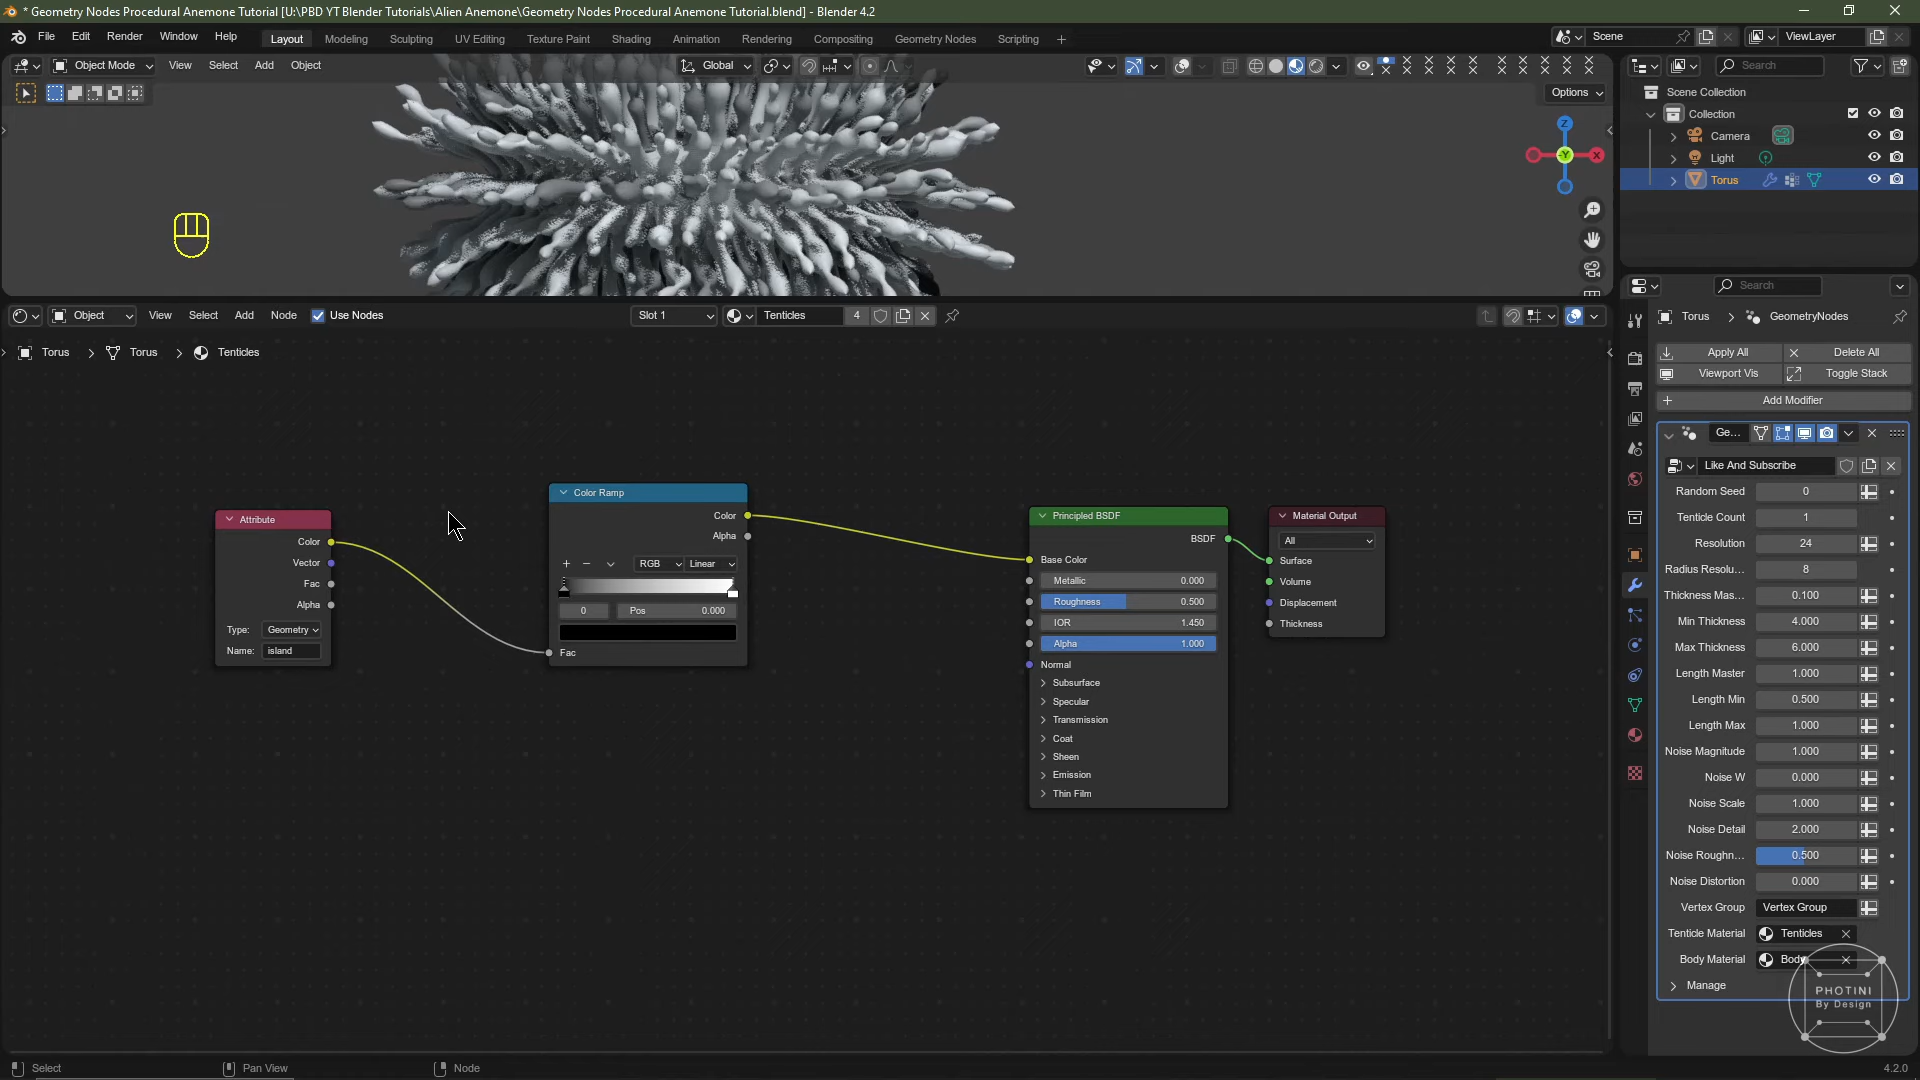 * Geometry Nodes Procedural Anemone Tutorial [U:\PBD YT Blender Tutorials\Alien Anemone\Geometry Nodes Procedural Anemone Tutorial.blend] - Blender 4.2
File Edit Render Window Help Layout Modeling Sculpting UV Editing Texture Paint Shading Animation Rendering Compositing Geometry Nodes Scripting + Scene ViewLayer
Object Mode View Select Add Object Global Search
Options
Z
Y
X
Scene Collection
Collection
Camera
Light
Torus
Search
Object View Select Add Node Use Nodes Slot 1 Tenticles 4
Torus > Torus > Tenticles
Torus > GeometryNodes
Apply All Delete All
Viewport Vis Toggle Stack
Add Modifier
Ge...
Like And Subscribe
Random Seed 0
Tenticle Count 1
Resolution 24
Radius Resolu... 8
Thickness Mas... 0.100
Min Thickness 4.000
Max Thickness 6.000
Length Master 1.000
Length Min 0.500
Length Max 1.000
Noise Magnitude 1.000
Noise W 0.000
Noise Scale 1.000
Noise Detail 2.000
Noise Roughn... 0.500
Noise Distortion 0.000
Vertex Group Vertex Group
Tenticle Material Tenticles
Body Material Body
Manage
Attribute
Color
Vector
Fac
Alpha
Type: Geometry
Name: island
Color Ramp
Color
Alpha
+ − RGB Linear
0 Pos 0.000
Fac
Principled BSDF
BSDF
Base Color
Metallic 0.000
Roughness 0.500
IOR 1.450
Alpha 1.000
Normal
Subsurface
Specular
Transmission
Coat
Sheen
Emission
Thin Film
Material Output
All
Surface
Volume
Displacement
Thickness
PHOTINI
By Design
Select Pan View Node 4.2.0